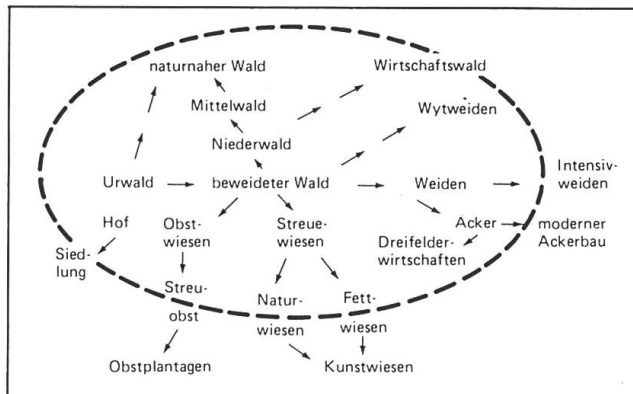 naturnaher Wald
Wirtschaftswald
Mittelwald
Wytweiden
Niederwald
Urwald
beweideter Wald
Weiden
Intensiv-
weiden
Hof
Obst-
wiesen
Streue-
wiesen
Acker
moderner
Ackerbau
Dreifelder-
wirtschaften
Sied-
lung
Streu-
obst
Natur-
wiesen
Fett-
wiesen
Obstplantagen
Kunstwiesen